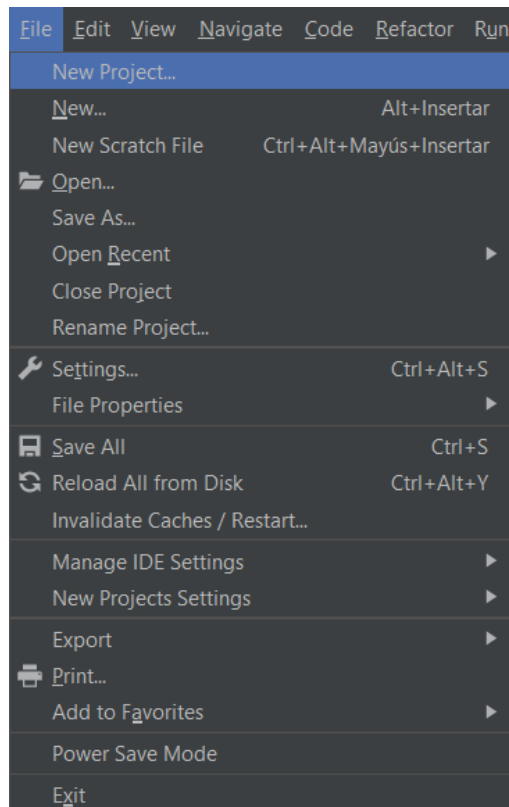 File Edit View Navigate Code Refactor Run
New Project...
New... Alt+Insertar
New Scratch File Ctrl+Alt+Mayús+Insertar
Open...
Save As...
Open Recent
Close Project
Rename Project...
Settings... Ctrl+Alt+S
File Properties
Save All Ctrl+S
Reload All from Disk Ctrl+Alt+Y
Invalidate Caches / Restart...
Manage IDE Settings
New Projects Settings
Export
Print...
Add to Favorites
Power Save Mode
Exit